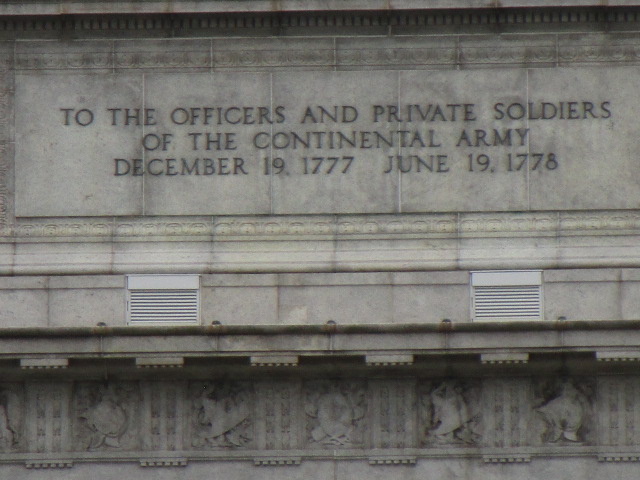 TO THE OFFICERS AND PRIVATE SOLDIERS
OF THE CONTINENTAL ARMY
DECEMBER 19, 1777 JUNE 19, 1778